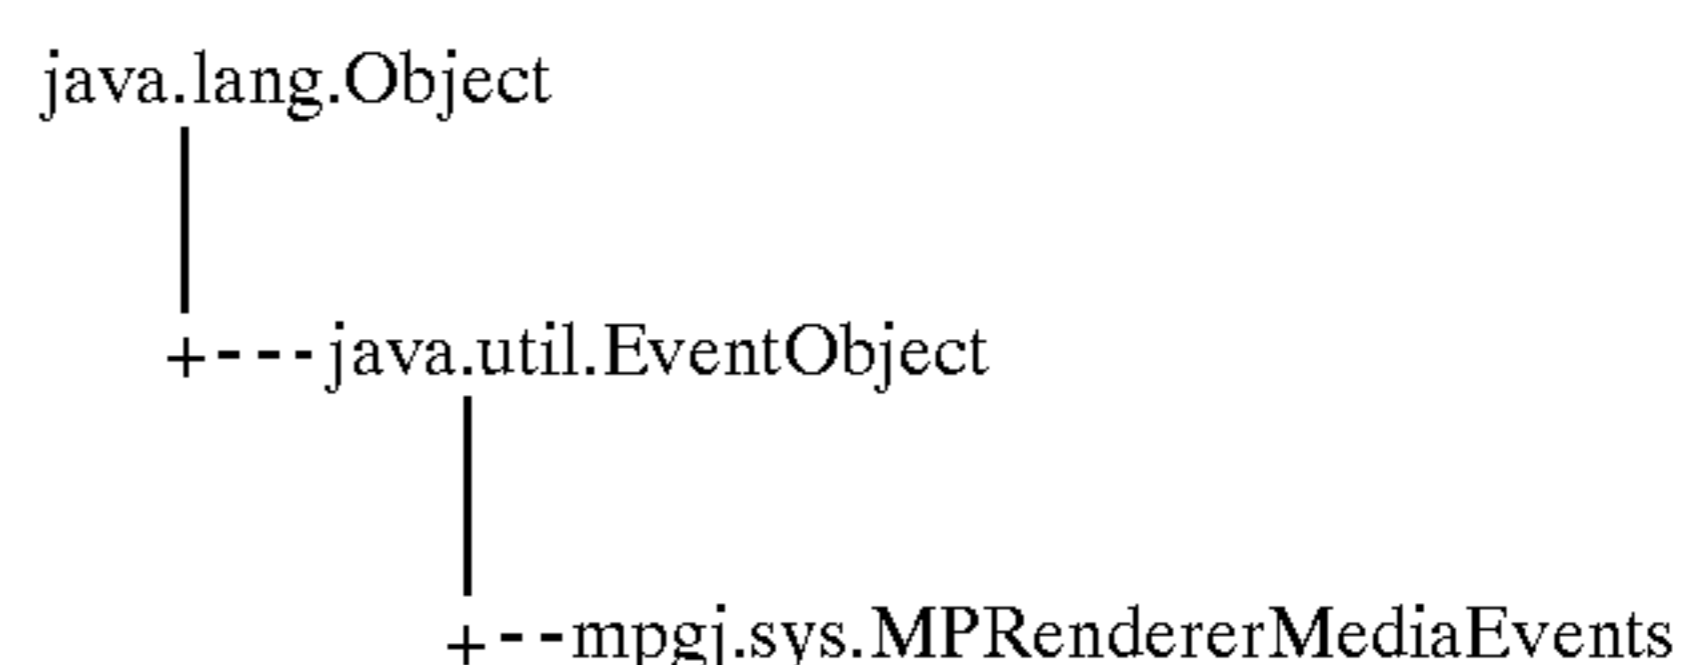 java.lang.Object
+---java.util.EventObject
+--mpgj.sys.MPRendererMediaEvents